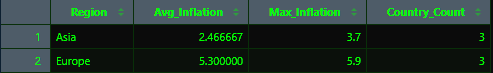 Region Avg_Inflation Max_Inflation Country_Count
1 Asia 2.466667 3.7 3
2 Europe 5.300000 5.9 3